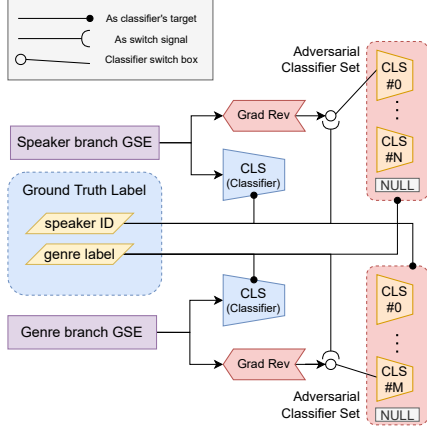 As classifier's target
As switch signal
Classifier switch box
Adversarial
Classifier Set
CLS
#0
CLS
#N
NULL
Grad Rev
Speaker branch GSE
CLS
(Classifier)
Ground Truth Label
speaker ID
genre label
CLS
(Classifier)
Genre branch GSE
Grad Rev
CLS
#0
CLS
#M
NULL
Adversarial
Classifier Set